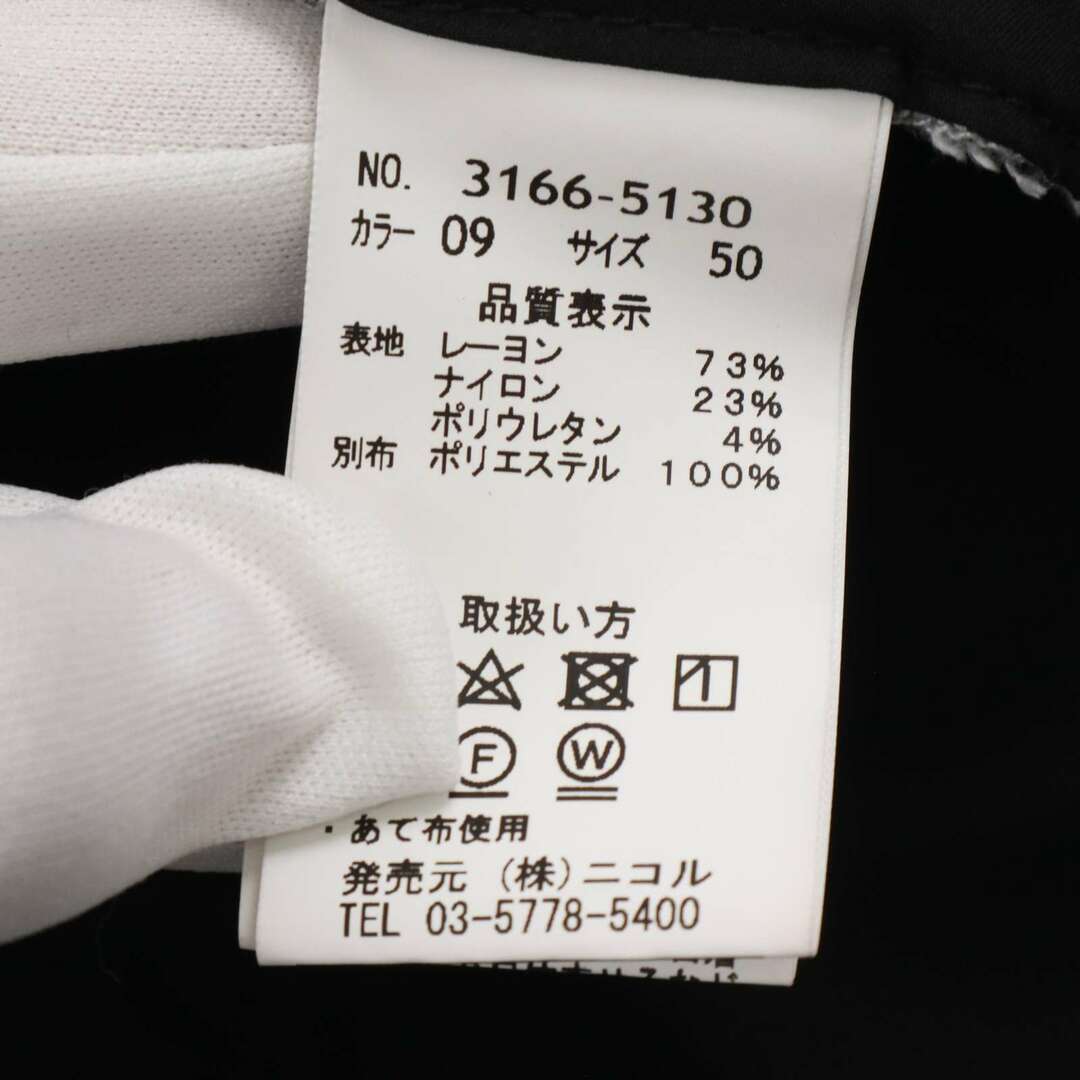 NO. 3166-5130
カラー 09 サイズ 50
品質表示
表地 レーヨン 73%
ナイロン 23%
ポリウレタン 4%
別布 ポリエステル 100%
取扱い方
F W
・あて布使用
発売元 (株)ニコル
TEL 03-5778-5400